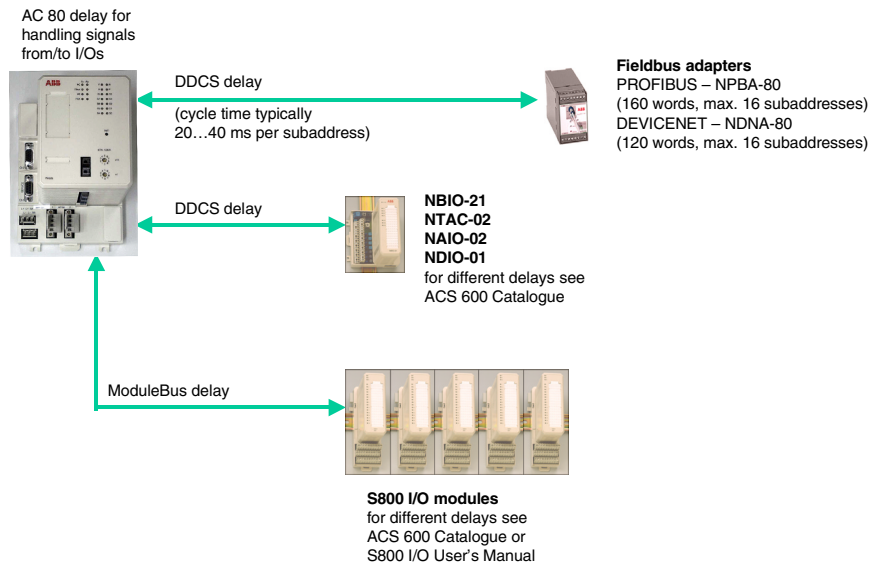 AC 80 delay for
handling signals
from/to I/Os
ABB
DDCS delay
(cycle time typically
20…40 ms per subaddress)
Fieldbus adapters
PROFIBUS – NPBA-80
(160 words, max. 16 subaddresses)
DEVICENET – NDNA-80
(120 words, max. 16 subaddresses)
DDCS delay
NBIO-21
NTAC-02
NAIO-02
NDIO-01
for different delays see
ACS 600 Catalogue
ModuleBus delay
S800 I/O modules
for different delays see
ACS 600 Catalogue or
S800 I/O User's Manual